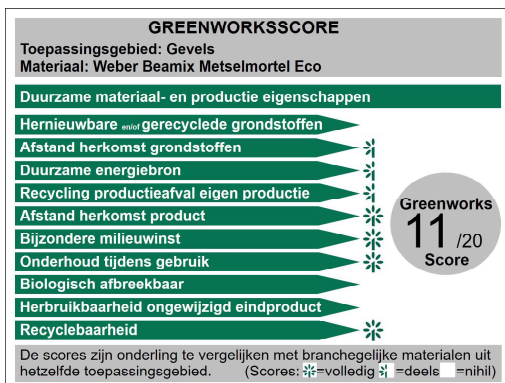 GREENWORKSSCORE
Toepassingsgebied: Gevels
Materiaal: Weber Beamix Metselmortel Eco
Duurzame materiaal- en productie eigenschappen
Hernieuwbare en/of gerecyclede grondstoffen
Afstand herkomst grondstoffen
Duurzame energiebron
Recycling productieafval eigen productie
Afstand herkomst product
Bijzondere milieuwinst
Onderhoud tijdens gebruik
Biologisch afbreekbaar
Herbruikbaarheid ongewijzigd eindproduct
Recyclebaarheid
Greenworks
11 /20
Score
De scores zijn onderling te vergelijken met branchegelijke materialen uit
hetzelfde toepassingsgebied. (Scores: =volledig =deels =nihil)